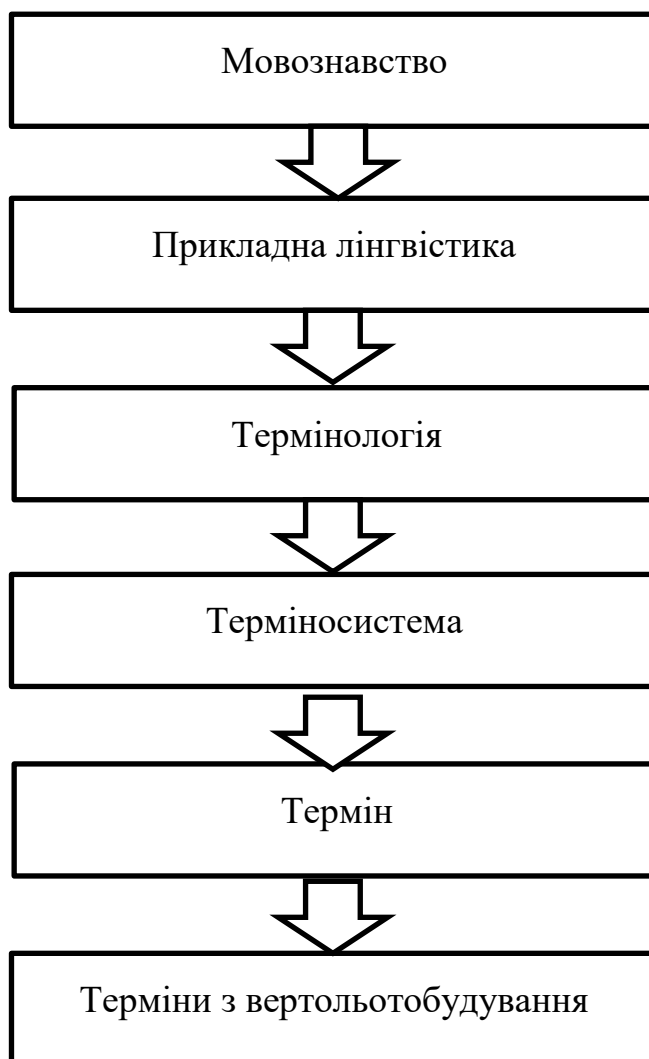 Мовознавство
Прикладна лінгвістика
Термінологія
Терміносистема
Термін
Терміни з вертольотобудування